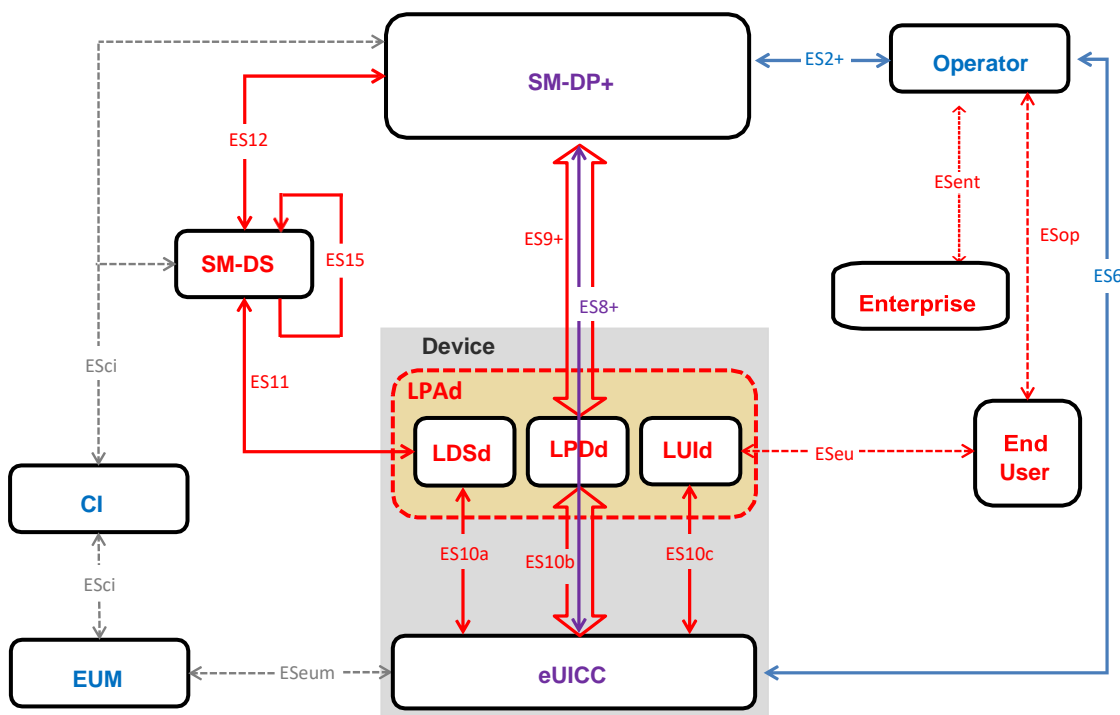 SM-DP+
ES2+
Operator
ES12
ESent
ESop
ES9+
SM-DS
ES15
ES6
Enterprise
ES8+
Device
ESci
ES11
LPAd
LDSd
LPDd
LUId
ESeu
End
User
CI
ES10a
ES10b
ES10c
ESci
EUM
ESeum
eUICC